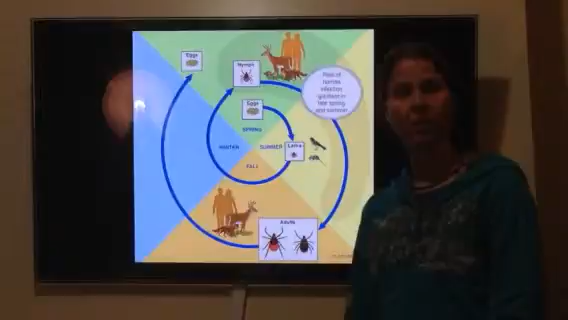 Eggs
Nymph
Risk of
human
infection
greatest in
late spring
and summer
Eggs
SPRING
WINTER
SUMMER
Larva
FALL
Adults